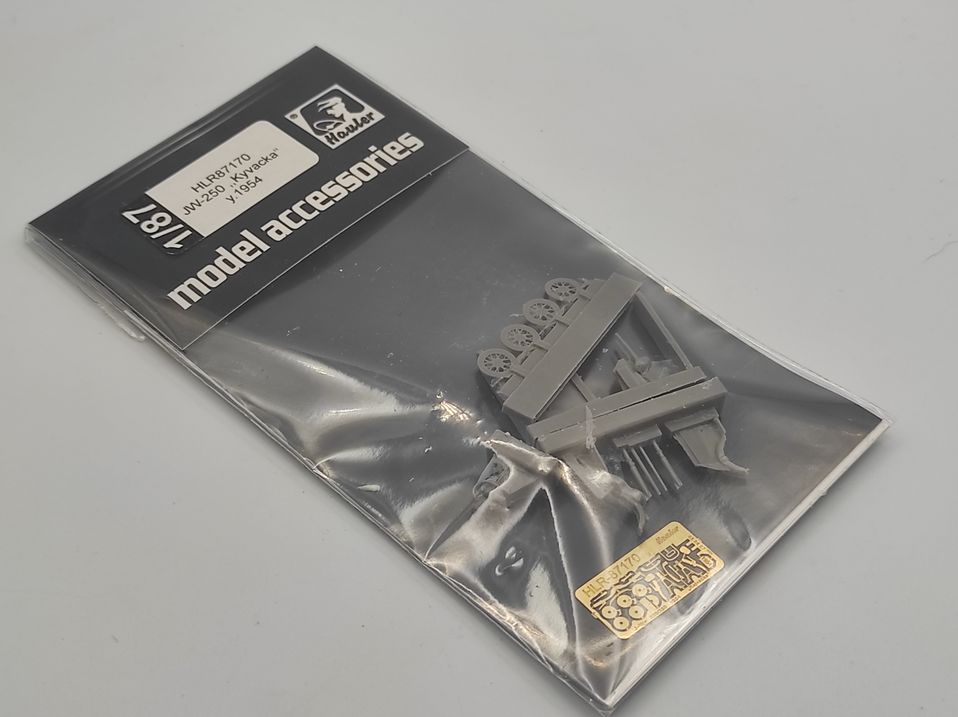 Hauler
HLR87170
JW-250 „Kyvacka"
y.1954
1/87
model accessories
Hauler
HLR-87170